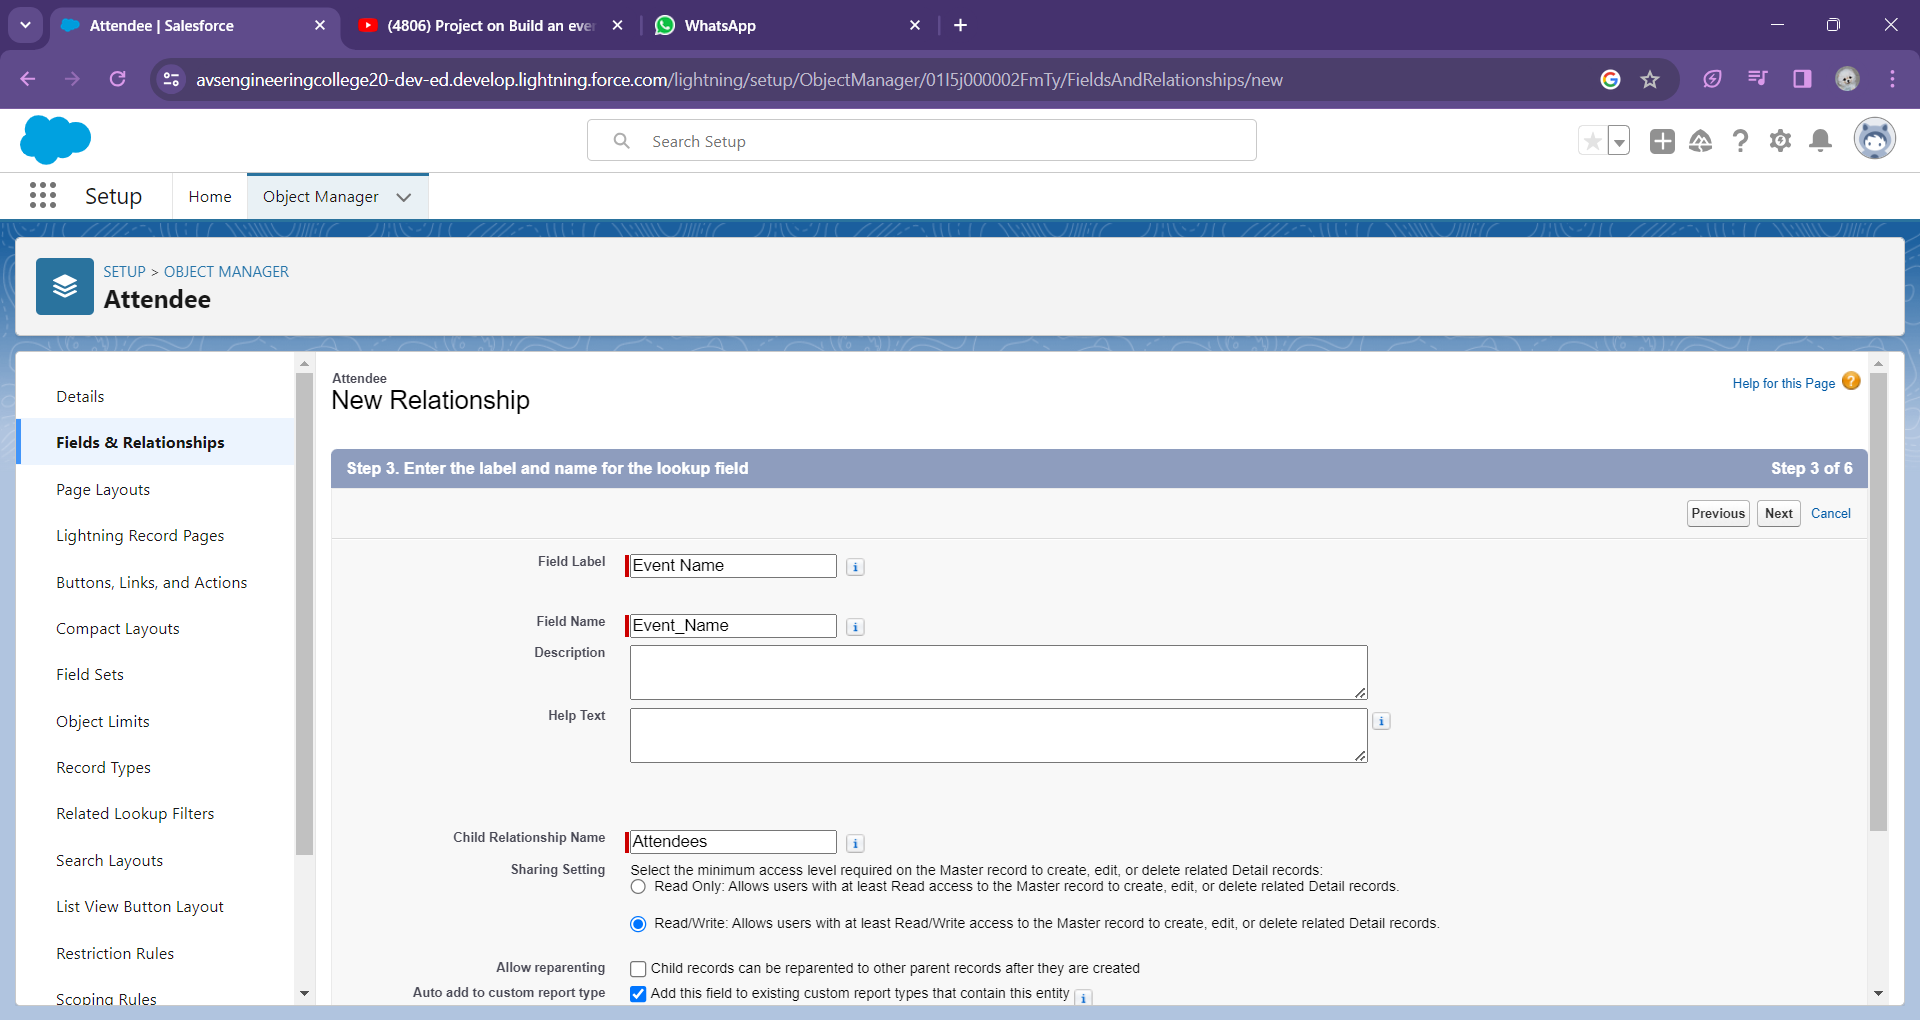 Attendee | Salesforce
(4806) Project on Build an eve
WhatsApp
avsengineeringcollege20-dev-ed.develop.lightning.force.com/lightning/setup/ObjectManager/01I5j000002FmTy/FieldsAndRelationships/new
Search Setup
Setup
Home
Object Manager
SETUP > OBJECT MANAGER
Attendee
Details
Fields & Relationships
Page Layouts
Lightning Record Pages
Buttons, Links, and Actions
Compact Layouts
Field Sets
Object Limits
Record Types
Related Lookup Filters
Search Layouts
List View Button Layout
Restriction Rules
Scoping Rules
Attendee
New Relationship
Help for this Page
Step 3. Enter the label and name for the lookup field
Step 3 of 6
Previous Next Cancel
Field Label Event Name
Field Name Event_Name
Description
Help Text
Child Relationship Name Attendees
Sharing Setting Select the minimum access level required on the Master record to create, edit, or delete related Detail records:
Read Only: Allows users with at least Read access to the Master record to create, edit, or delete related Detail records.
Read/Write: Allows users with at least Read/Write access to the Master record to create, edit, or delete related Detail records.
Allow reparenting Child records can be reparented to other parent records after they are created
Auto add to custom report type Add this field to existing custom report types that contain this entity